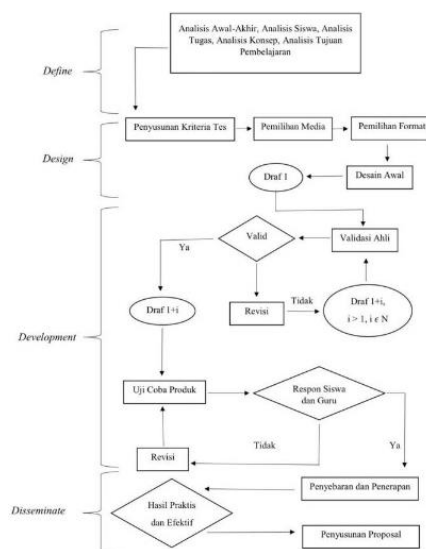 Analisis Awal-Akhir, Analisis Siswa, Analisis
Tugas, Analisis Konsep, Analisis Tujuan
Pembelajaran
Define
Penyusunan Kriteria Tes
Pemilihan Media
Pemilihan Format
Design
Draf 1
Desain Awal
Valid
Validasi Ahli
Ya
Revisi
Tidak
Draf 1+i,
i > 1, i ϵ N
Draf 1+i
Development
Uji Coba Produk
Respon Siswa
dan Guru
Tidak
Ya
Revisi
Penyebaran dan Penerapan
Disseminate
Hasil Praktis
dan Efektif
Penyusunan Proposal